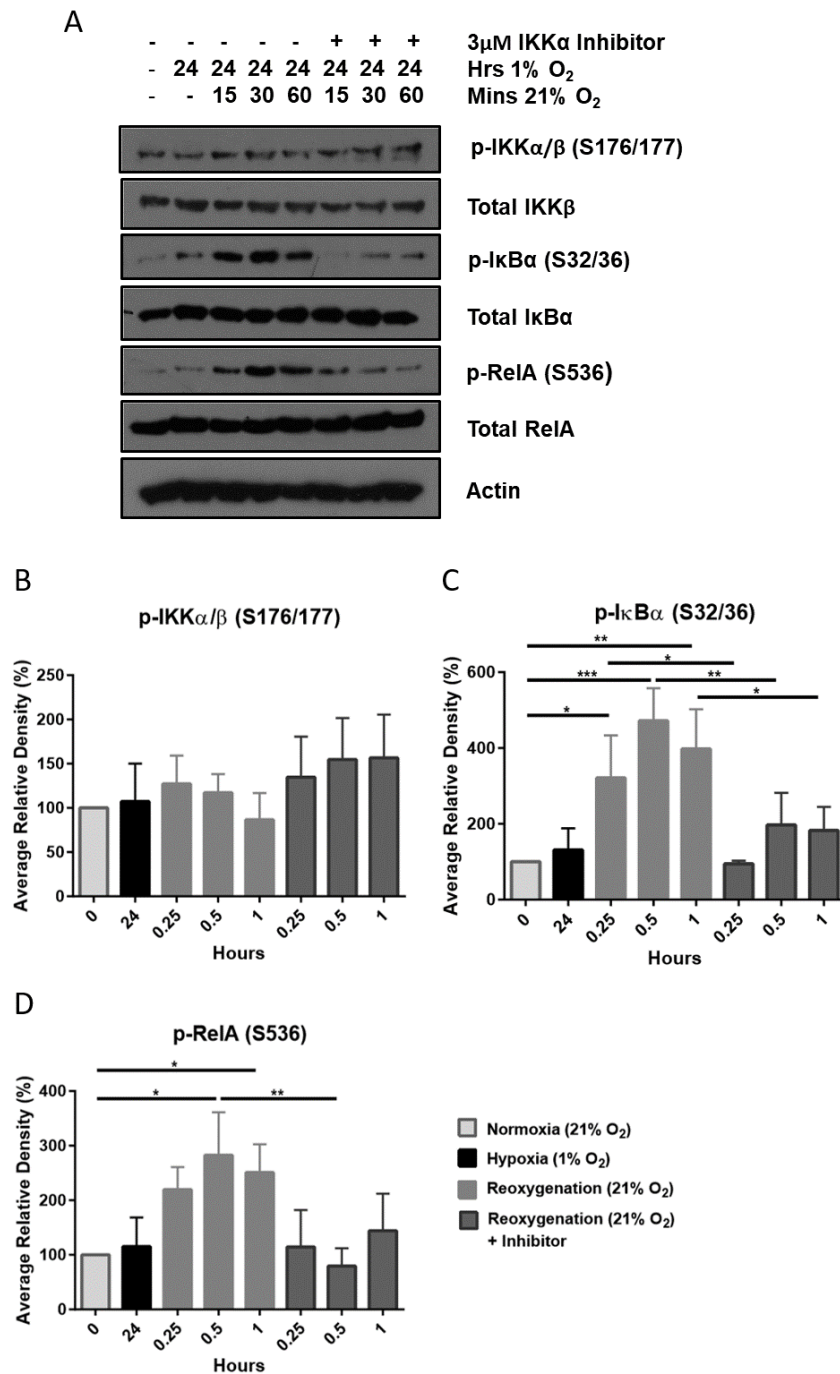 A
- - - - - + + + 3µM IKKα Inhibitor
- 24 24 24 24 24 24 24 Hrs 1% O₂
- - 15 30 60 15 30 60 Mins 21% O₂
p-IKKα/β (S176/177)
Total IKKβ
p-IκBα (S32/36)
Total IκBα
p-RelA (S536)
Total RelA
Actin
B
p-IKKα/β (S176/177)
Average Relative Density (%)
250
200
150
100
50
0
0 24 0.25 0.5 1 0.25 0.5 1
Hours
C
p-IκBα (S32/36)
Average Relative Density (%)
600
400
200
0
**
*
*** **
*
*
0 24 0.25 0.5 1 0.25 0.5 1
Hours
D
p-RelA (S536)
Average Relative Density (%)
400
300
200
100
0
*
* **
0 24 0.25 0.5 1 0.25 0.5 1
Hours
Normoxia (21% O₂)
Hypoxia (1% O₂)
Reoxygenation (21% O₂)
Reoxygenation (21% O₂)
+ Inhibitor